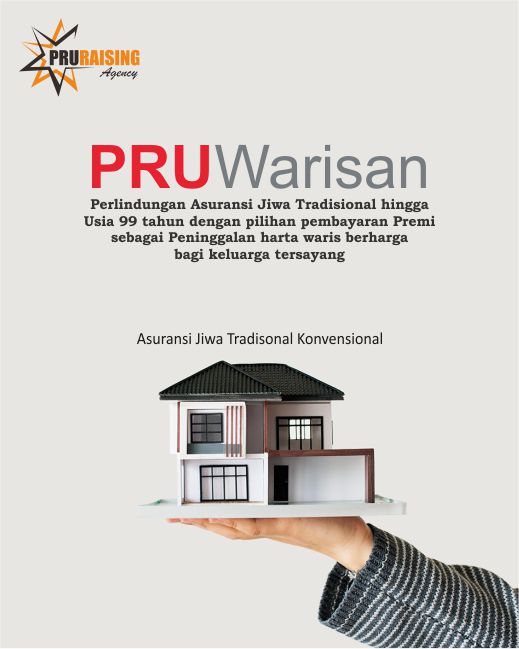 PRURAISING
Agency
PRUWarisan
Perlindungan Asuransi Jiwa Tradisional hingga
Usia 99 tahun dengan pilihan pembayaran Premi
sebagai Peninggalan harta waris berharga
bagi keluarga tersayang
Asuransi Jiwa Tradisonal Konvensional